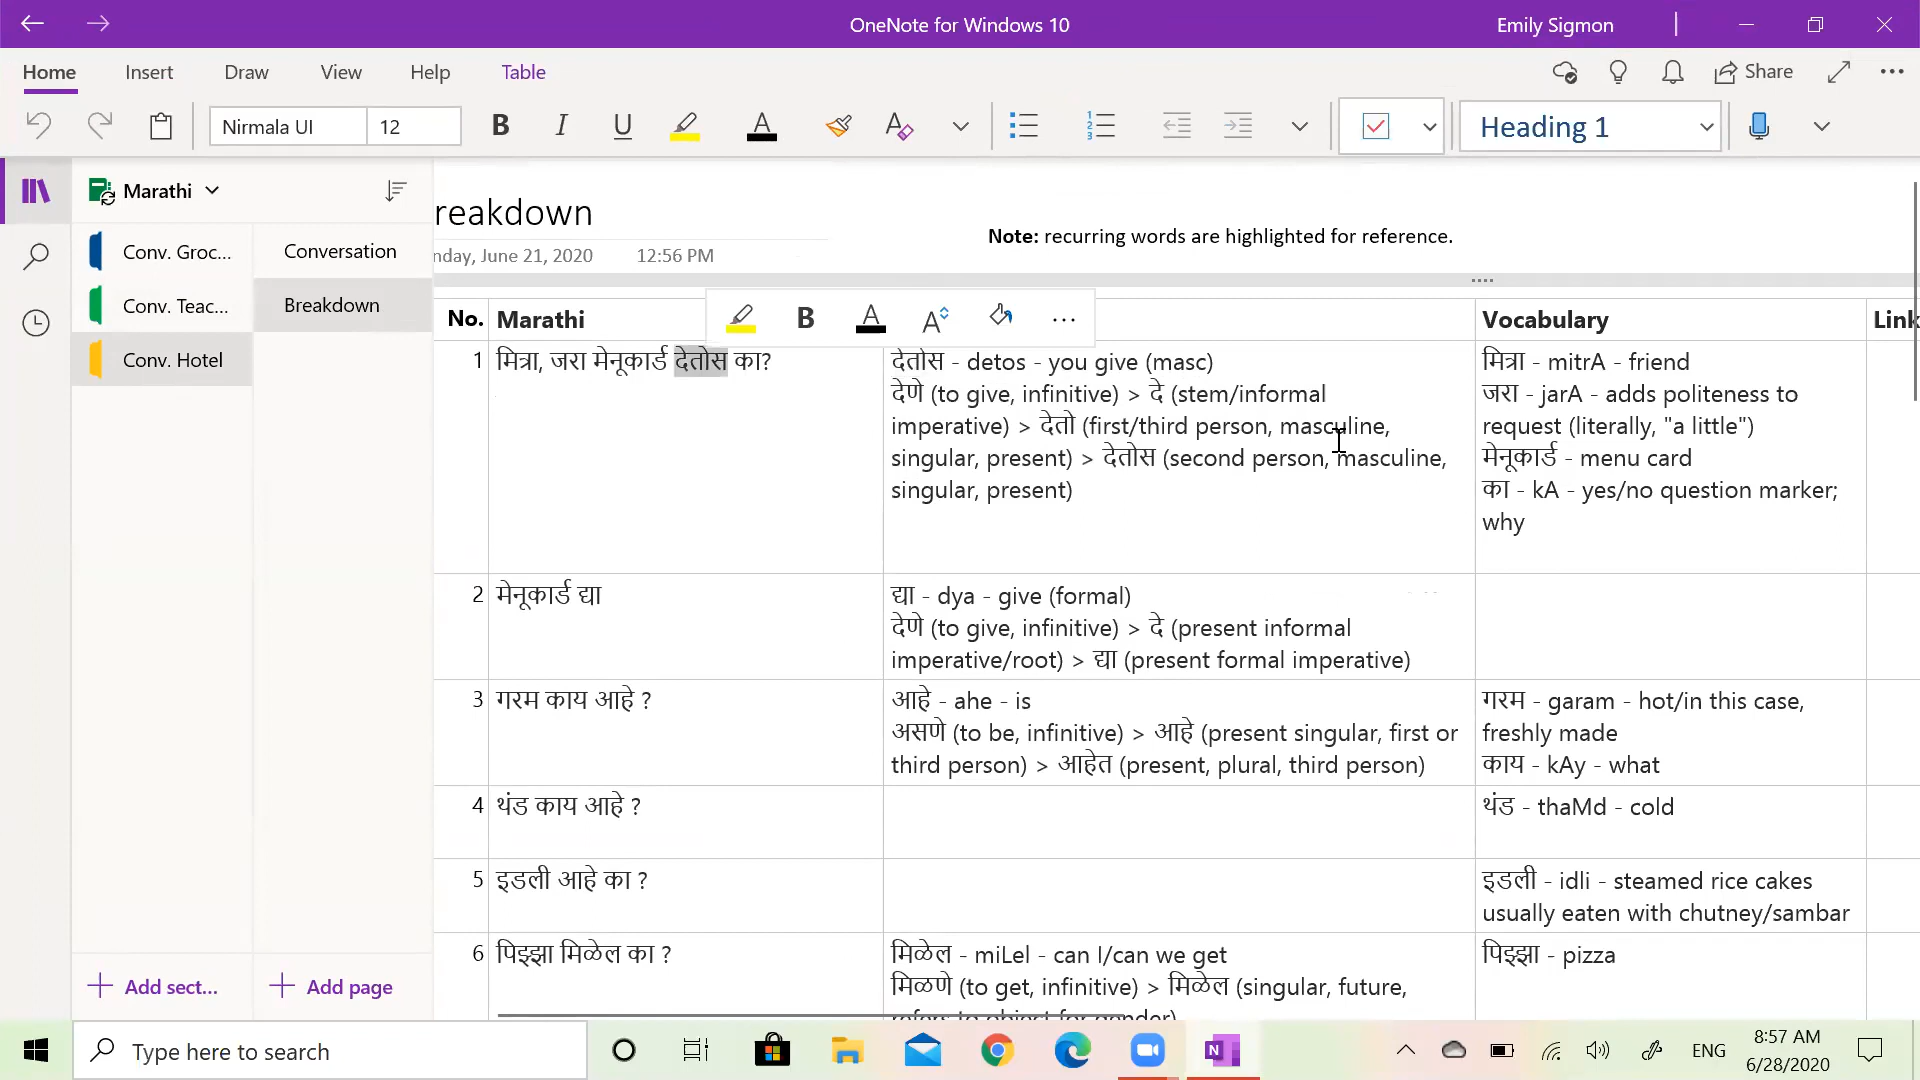 OneNote for Windows 10
Emily Sigmon
Home Insert Draw View Help Table
Share
Nirmala UI 12
B I U
Heading 1
Marathi
Conv. Groc...
Conv. Teac...
Conv. Hotel
Conversation
Breakdown
Add sect...
Add page
reakdown
nday, June 21, 2020 12:56 PM
Note: recurring words are highlighted for reference.
No. Marathi Vocabulary Link
1 मित्रा, जरा मेनूकार्ड देतोस का?
देतोस - detos - you give (masc)
देणे (to give, infinitive) > दे (stem/informal
imperative) > देतो (first/third person, masculine,
singular, present) > देतोस (second person, masculine,
singular, present)
मित्रा - mitrA - friend
जरा - jarA - adds politeness to
request (literally, "a little")
मेनूकार्ड - menu card
का - kA - yes/no question marker;
why
2 मेनूकार्ड द्या
द्या - dya - give (formal)
देणे (to give, infinitive) > दे (present informal
imperative/root) > द्या (present formal imperative)
3 गरम काय आहे ?
आहे - ahe - is
असणे (to be, infinitive) > आहे (present singular, first or
third person) > आहेत (present, plural, third person)
गरम - garam - hot/in this case,
freshly made
काय - kAy - what
4 थंड काय आहे ?
थंड - thaMd - cold
5 इडली आहे का ?
इडली - idli - steamed rice cakes
usually eaten with chutney/sambar
6 पिझ्झा मिळेल का ?
मिळेल - miLel - can I/can we get
मिळणे (to get, infinitive) > मिळेल (singular, future,
refers to object for gender)
पिझ्झा - pizza
Type here to search
ENG
8:57 AM
6/28/2020